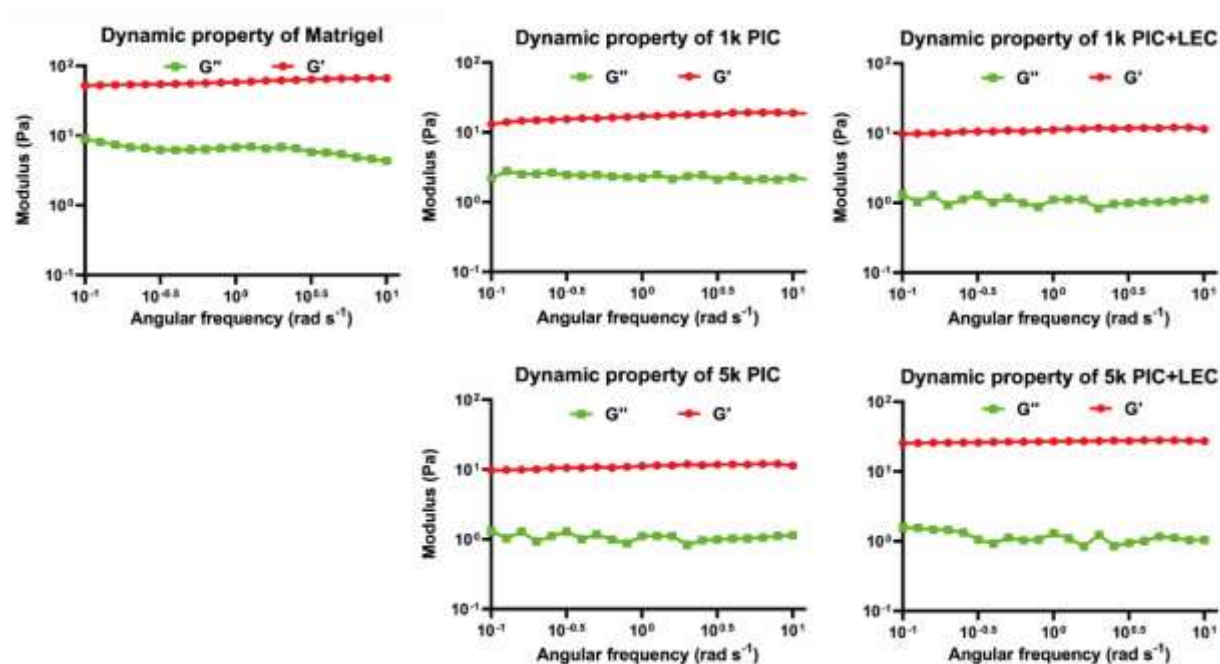 Dynamic property of Matrigel
G" G'
10²
10¹
10⁰
10⁻¹
Modulus (Pa)
10⁻¹ 10⁻⁰·⁵ 10⁰ 10⁰·⁵ 10¹
Angular frequency (rad s⁻¹)
Dynamic property of 1k PIC
G" G'
10²
10¹
10⁰
10⁻¹
Modulus (Pa)
10⁻¹ 10⁻⁰·⁵ 10⁰ 10⁰·⁵ 10¹
Angular frequency (rad s⁻¹)
Dynamic property of 1k PIC+LEC
G" G'
10²
10¹
10⁰
10⁻¹
Modulus (Pa)
10⁻¹ 10⁻⁰·⁵ 10⁰ 10⁰·⁵ 10¹
Angular frequency (rad s⁻¹)
Dynamic property of 5k PIC
G" G'
10²
10¹
10⁰
10⁻¹
Modulus (Pa)
10⁻¹ 10⁻⁰·⁵ 10⁰ 10⁰·⁵ 10¹
Angular frequency (rad s⁻¹)
Dynamic property of 5k PIC+LEC
G" G'
10²
10¹
10⁰
10⁻¹
Modulus (Pa)
10⁻¹ 10⁻⁰·⁵ 10⁰ 10⁰·⁵ 10¹
Angular frequency (rad s⁻¹)